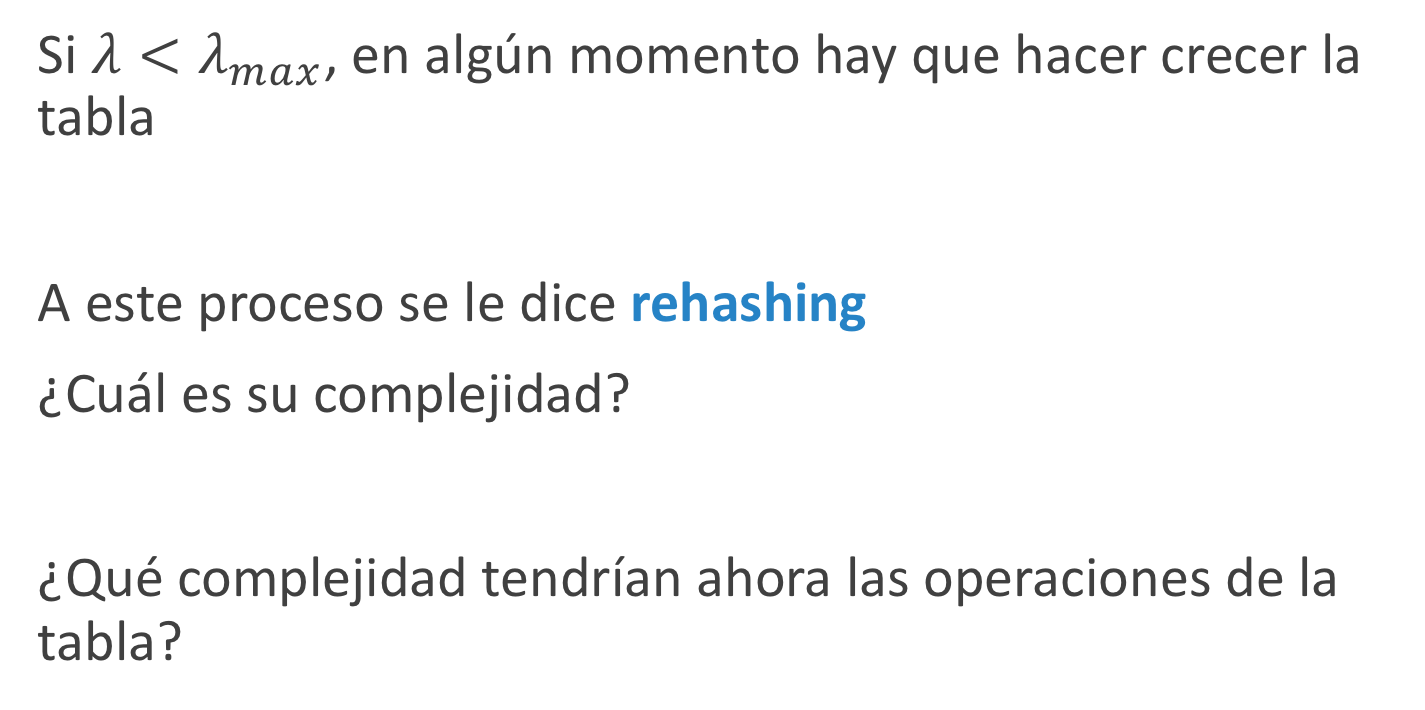 Si λ < λₘₐₓ, en algún momento hay que hacer crecer la
tabla
A este proceso se le dice rehashing
¿Cuál es su complejidad?
¿Qué complejidad tendrían ahora las operaciones de la
tabla?